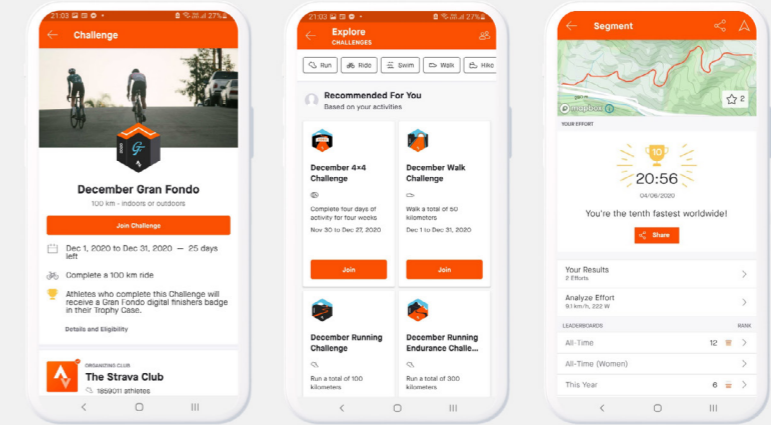 21:03
27%
Challenge
GF
December Gran Fondo
100 km - indoors or outdoors
Join Challenge
Dec 1, 2020 to Dec 31, 2020 — 25 days
left
Complete a 100 km ride
Athletes who complete this Challenge will
receive a Gran Fondo digital finishers badge
in their Trophy Case.
Details and Eligibility
ORGANIZING CLUB
The Strava Club
1859011 athletes
21:03
27%
Explore
CHALLENGES
Run
Ride
Swim
Walk
Hike
Recommended For You
Based on your activities
December 4x4
Challenge
Complete four days of
activity for four weeks
Nov 30 to Dec 27, 2020
Join
December Walk
Challenge
Walk a total of 50
kilometers
Dec 1 to Dec 31, 2020
Join
December Running
Challenge
Run a total of 100
kilometers
December Running
Endurance Challe...
Run a total of 300
kilometers
Segment
mapbox
2
YOUR EFFORT
10
20:56
04/06/2020
You're the tenth fastest worldwide!
Share
Your Results
2 Efforts
Analyze Effort
9.1 km/h, 222 W
LEADERBOARDS
RANK
All-Time
12
All-Time (Women)
This Year
6